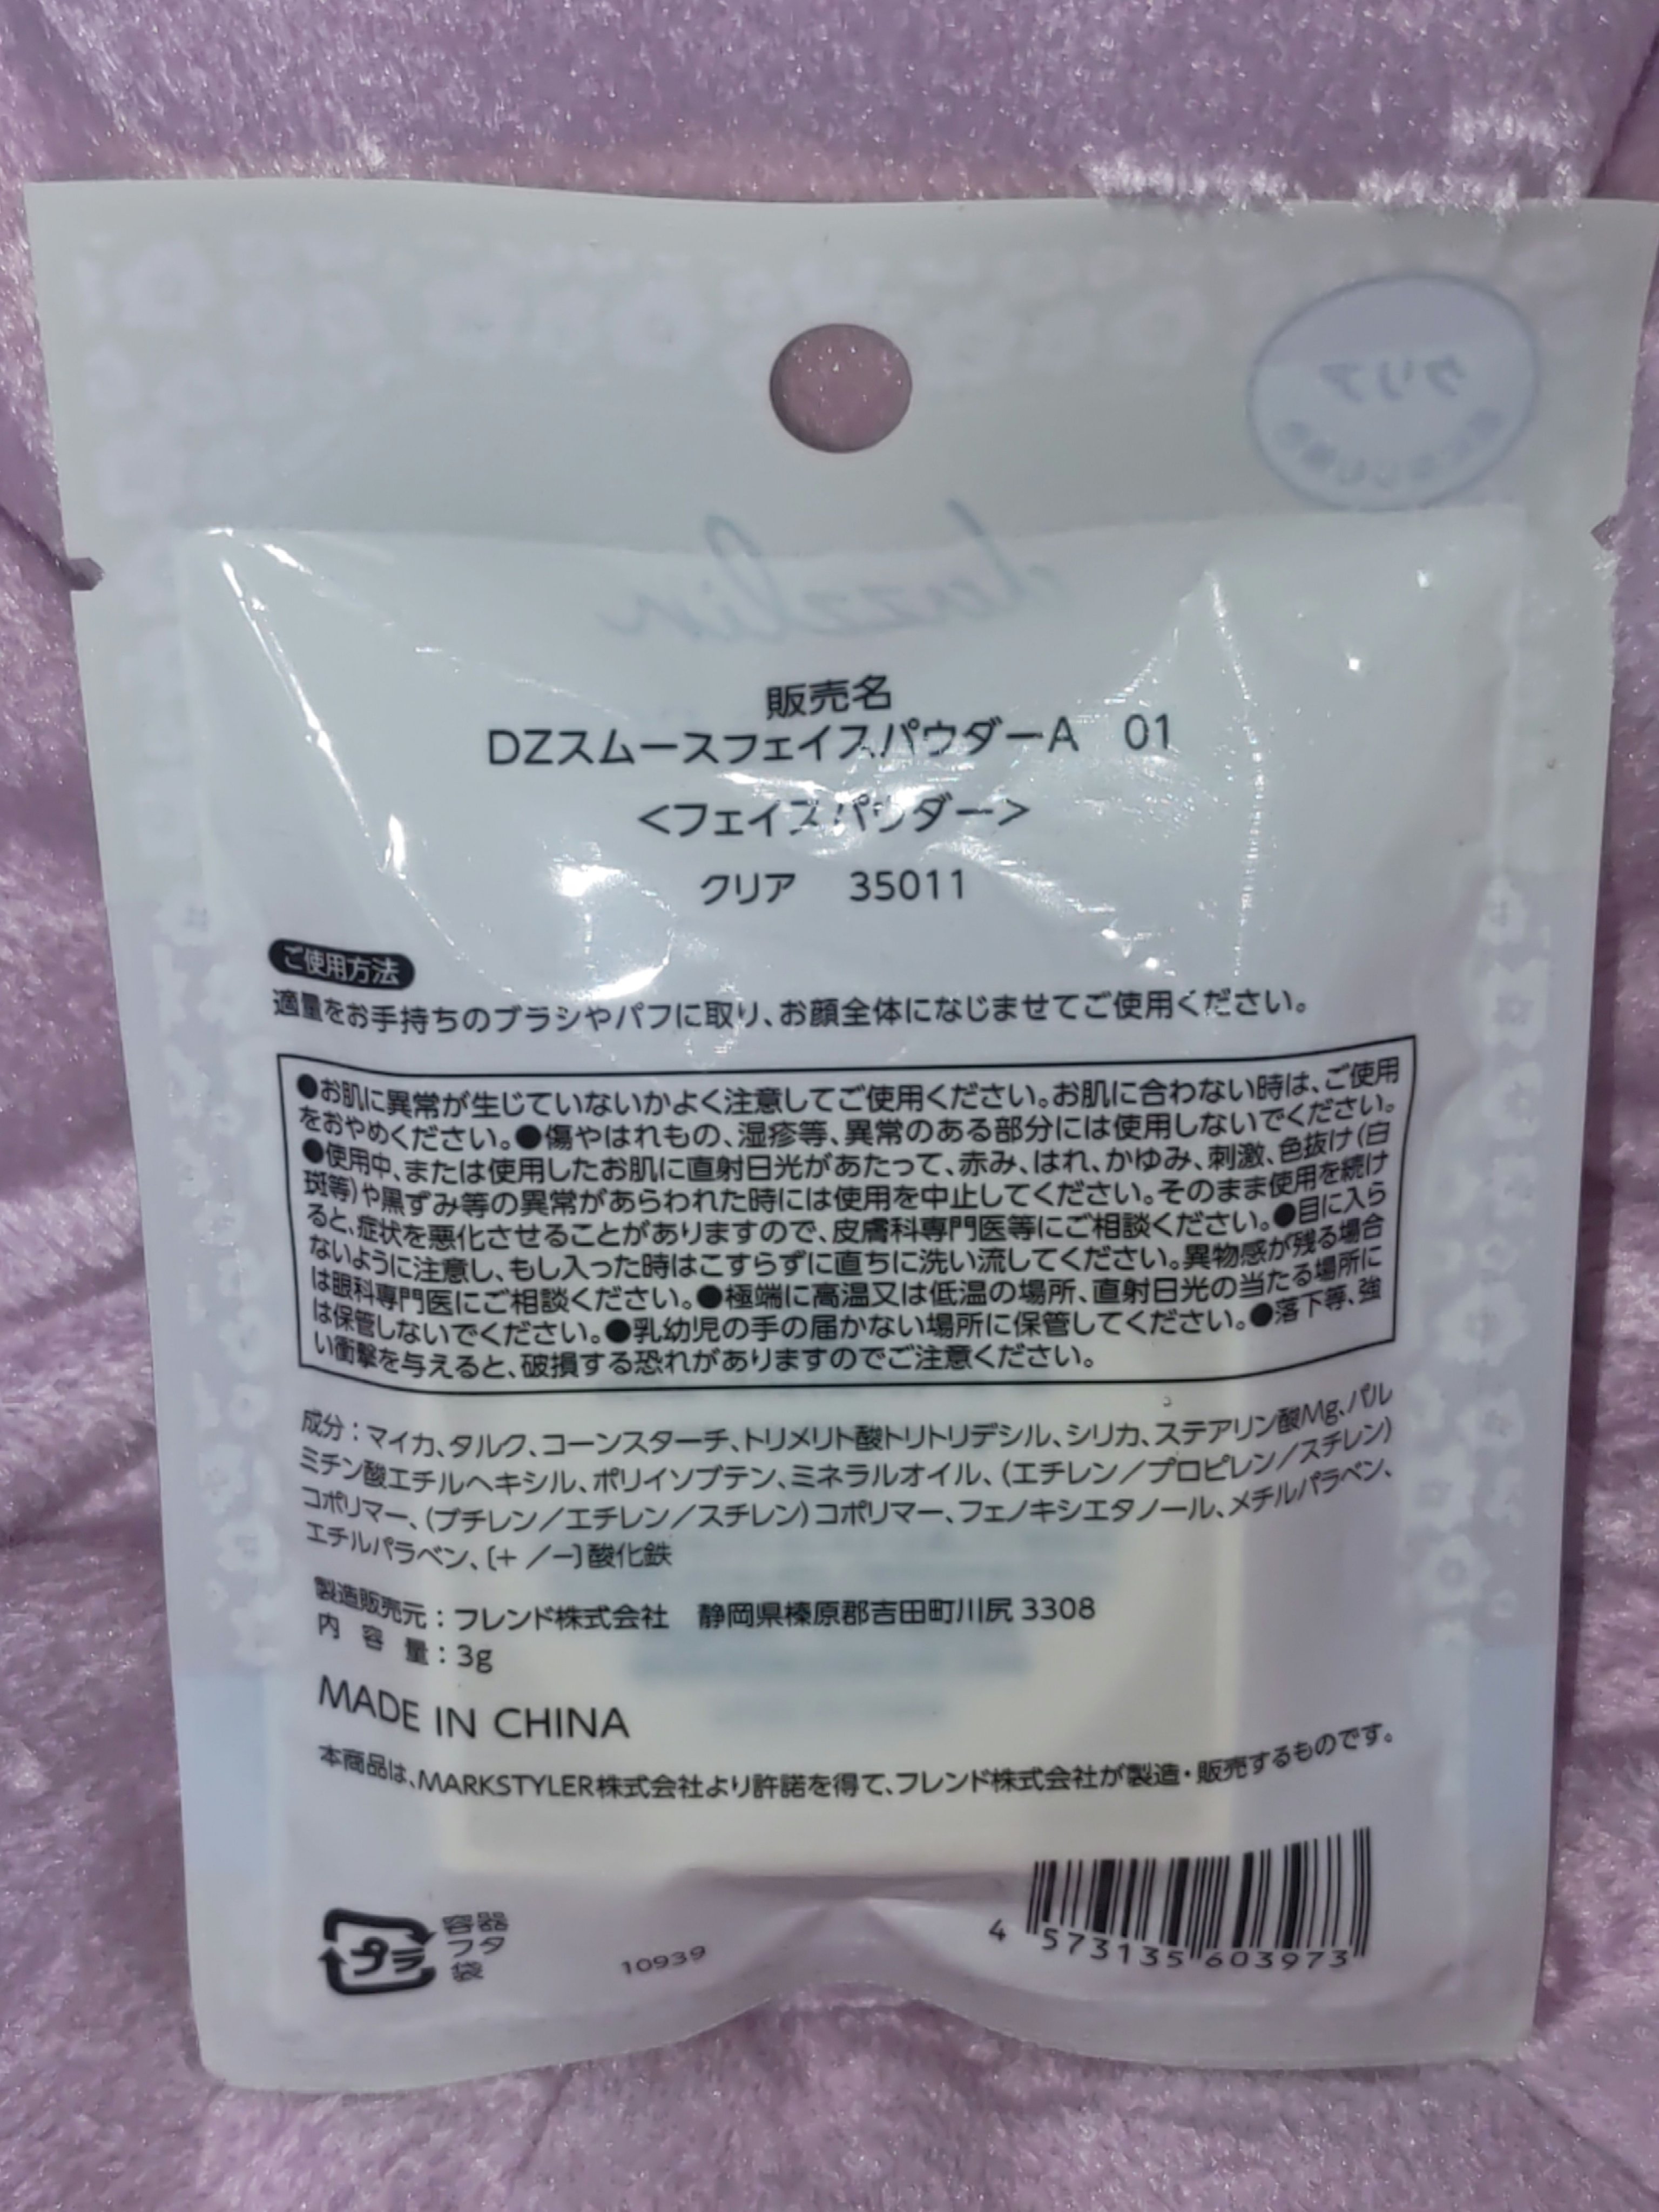 クリア
dazzlin
販売名
DZスムースフェイスパウダーA 01
<フェイスパウダー>
クリア 35011
ご使用方法
適量をお手持ちのブラシやパフに取り、お顔全体になじませてご使用ください。
●お肌に異常が生じていないかよく注意してご使用ください。お肌に合わない時は、ご使用
をおやめください。●傷やはれもの、湿疹等、異常のある部分には使用しないでください。
●使用中、または使用したお肌に直射日光があたって、赤み、はれ、かゆみ、刺激、色抜け(白
斑等)や黒ずみ等の異常があらわれた時には使用を中止してください。そのまま使用を続け
ると、症状を悪化させることがありますので、皮膚科専門医等にご相談ください。●目に入ら
ないように注意し、もし入った時はこすらずに直ちに洗い流してください。異物感が残る場合
は眼科専門医にご相談ください。●極端に高温又は低温の場所、直射日光の当たる場所に
は保管しないでください。●乳幼児の手の届かない場所に保管してください。●落下等、強
い衝撃を与えると、破損する恐れがありますのでご注意ください。
成分:マイカ、タルク、コーンスターチ、トリメリト酸トリトリデシル、シリカ、ステアリン酸Mg、パル
ミチン酸エチルヘキシル、ポリイソブテン、ミネラルオイル、(エチレン/プロピレン/スチレン)
コポリマー、(ブチレン/エチレン/スチレン)コポリマー、フェノキシエタノール、メチルパラベン、
エチルパラベン、[+/-]酸化鉄
製造販売元:フレンド株式会社 静岡県榛原郡吉田町川尻3308
内容量:3g
MADE IN CHINA
本商品は、MARKSTYLER株式会社より許諾を得て、フレンド株式会社が製造・販売するものです。
プラ
容器
フタ
袋
10939
4 573135 603973